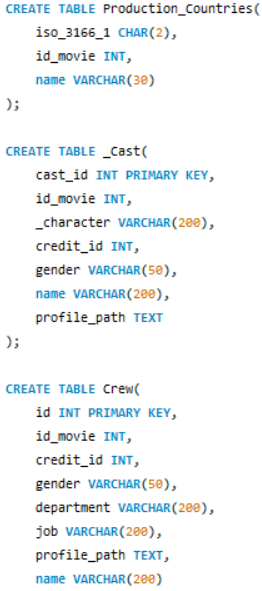 CREATE TABLE Production_Countries(
iso_3166_1 CHAR(2),
id_movie INT,
name VARCHAR(30)
);
CREATE TABLE _Cast(
cast_id INT PRIMARY KEY,
id_movie INT,
_character VARCHAR(200),
credit_id INT,
gender VARCHAR(50),
name VARCHAR(200),
profile_path TEXT
);
CREATE TABLE Crew(
id INT PRIMARY KEY,
id_movie INT,
credit_id INT,
gender VARCHAR(50),
department VARCHAR(200),
job VARCHAR(200),
profile_path TEXT,
name VARCHAR(200)